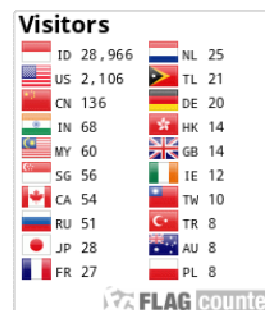 Visitors
ID 28,966 NL 25
US 2,106 TL 21
CN 136 DE 20
IN 68 HK 14
MY 60 GB 14
SG 56 IE 12
CA 54 TW 10
RU 51 TR 8
JP 28 AU 8
FR 27 PL 8
FLAG counte